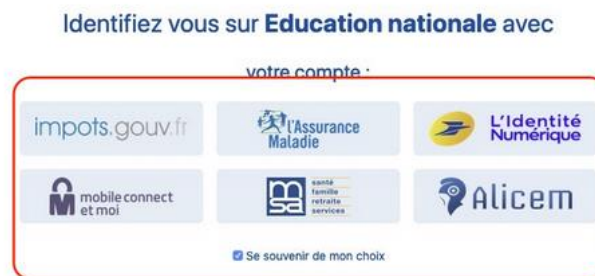 Identifiez vous sur Education nationale avec
votre compte :
impots.gouv.fr
l'Assurance
Maladie
L'Identité
Numérique
mobile connect
et moi
msa
santé
famille
retraite
services
Alicem
Se souvenir de mon choix